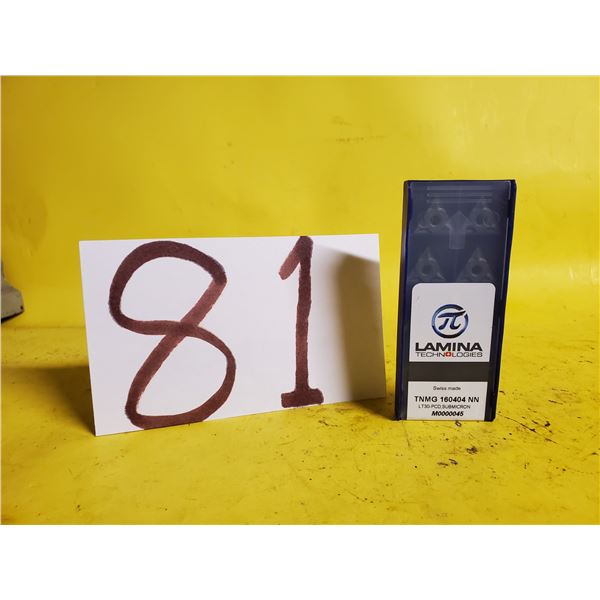 81
π
LAMINA
TECHNOLOGIES
Swiss made
TNMG 160404 NN
LT30-PCD,SUBMICRON
M0000045